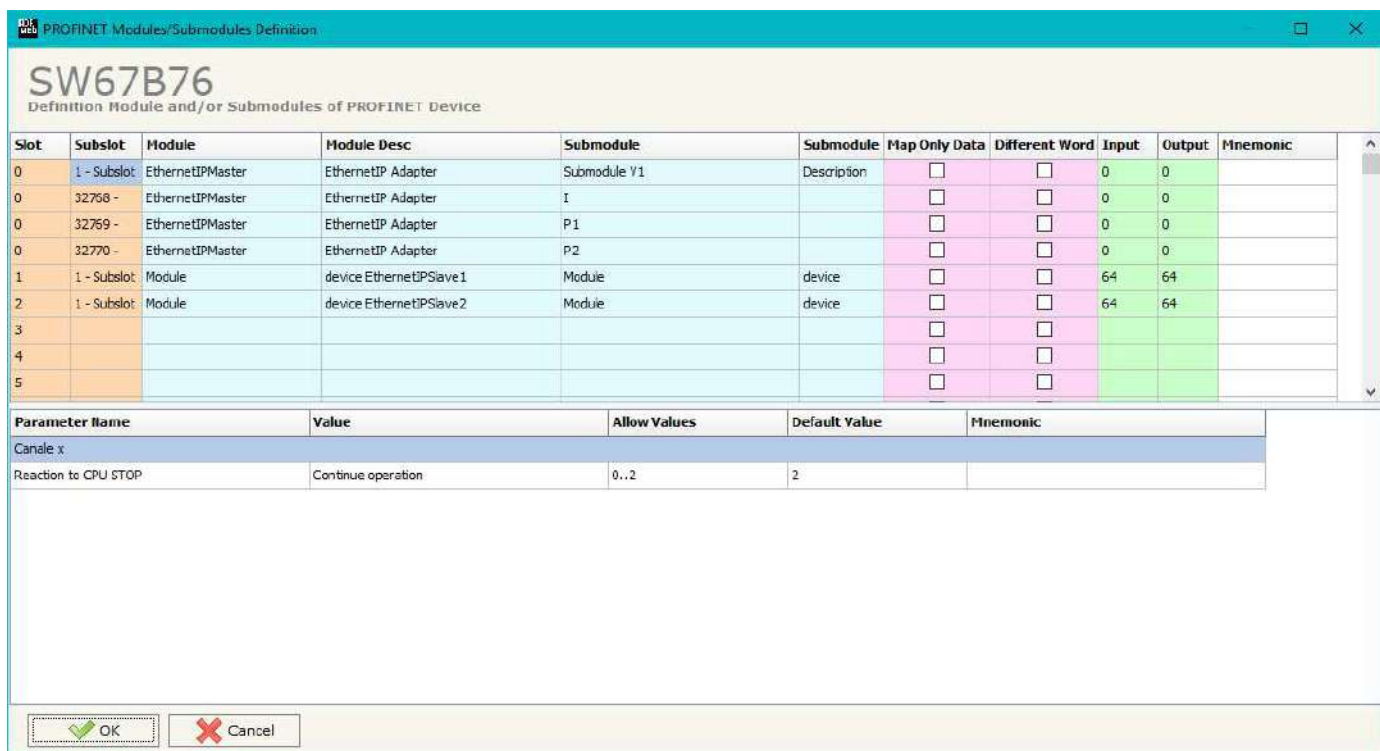 PROFINET Modules/Submodules Definition
SW67B76
Definition Module and/or Submodules of PROFINET Device
Slot Subslot Module Module Desc Submodule Submodule Map Only Data Different Word Input Output Mnemonic
0 1 - Subslot EthernetIPMaster EthernetIP Adapter Submodule V1 Description 0 0
0 32768 - EthernetIPMaster EthernetIP Adapter I 0 0
0 32769 - EthernetIPMaster EthernetIP Adapter P1 0 0
0 32770 - EthernetIPMaster EthernetIP Adapter P2 0 0
1 1 - Subslot Module device EthernetIPSlave1 Module device 64 64
2 1 - Subslot Module device EthernetIPSlave2 Module device 64 64
3
4
5
Parameter Name Value Allow Values Default Value Mnemonic
Canale x
Reaction to CPU STOP Continue operation 0..2 2
OK Cancel